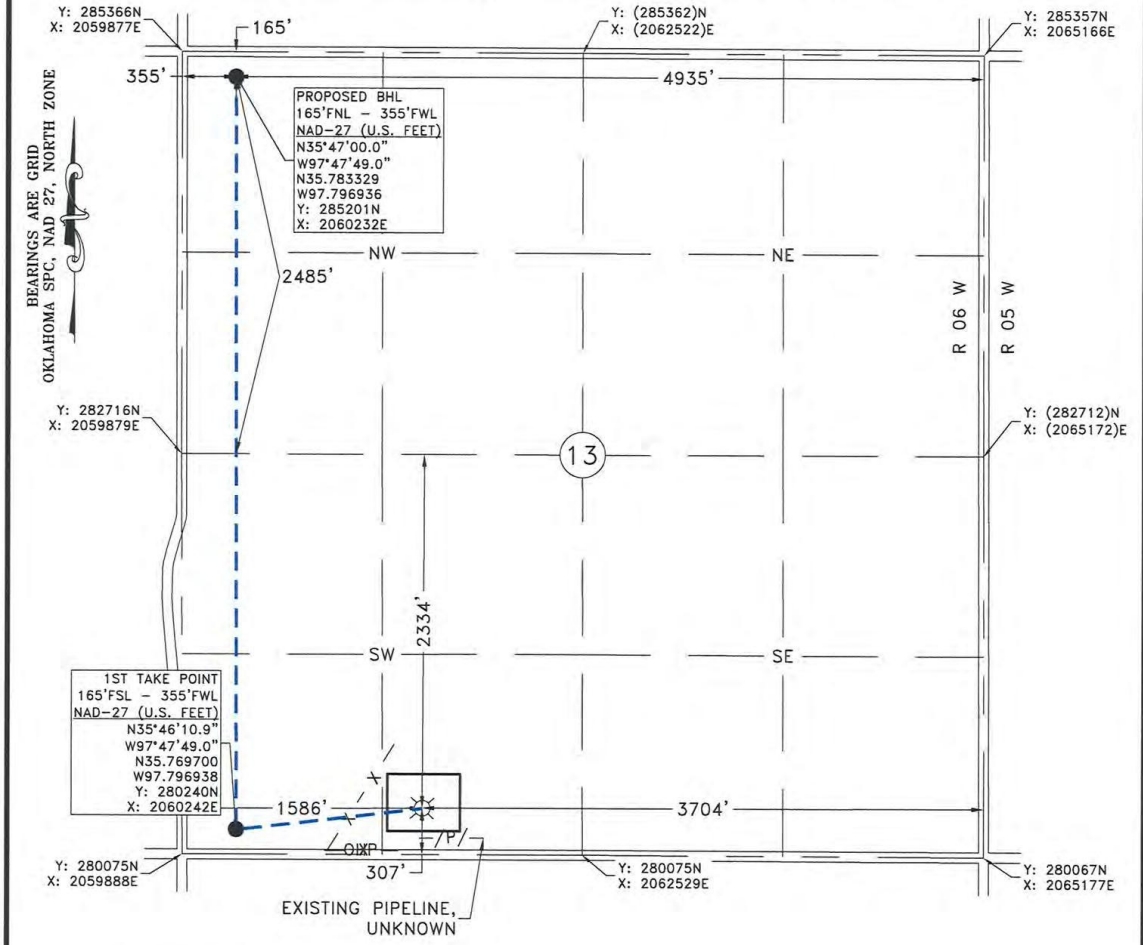 Y: 285366N
X: 2059877E
165'
Y: (285362)N
X: (2062522)E
Y: 285357N
X: 2065166E
355'
4935'
BEARINGS ARE GRID
OKLAHOMA SPC, NAD 27, NORTH ZONE
PROPOSED BHL
165'FNL - 355'FWL
NAD-27 (U.S. FEET)
N35°47'00.0"
W97°47'49.0"
N35.783329
W97.796936
Y: 285201N
X: 2060232E
NW
NE
2485'
R 06 W
R 05 W
Y: 282716N
X: 2059879E
13
Y: (282712)N
X: (2065172)E
2334'
SW
SE
1ST TAKE POINT
165'FSL - 355'FWL
NAD-27 (U.S. FEET)
N35°46'10.9"
W97°47'49.0"
N35.769700
W97.796938
Y: 280240N
X: 2060242E
X
X
1586'
3704'
/P/
307'
Y: 280075N
X: 2059888E
Y: 280075N
X: 2062529E
Y: 280067N
X: 2065177E
EXISTING PIPELINE,
UNKNOWN